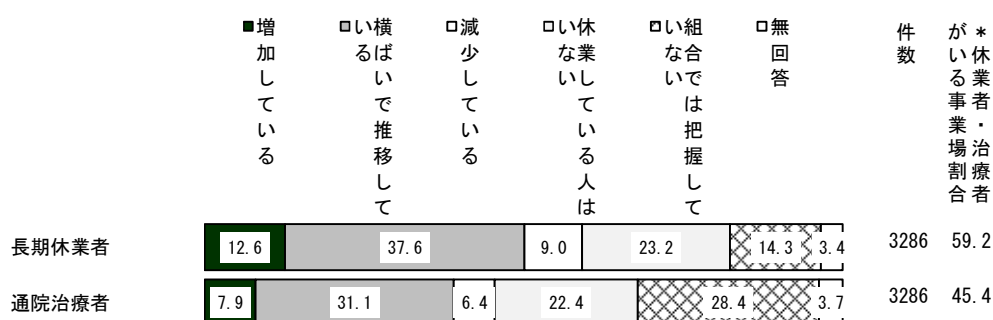 ■増加している
■横ばいで推移している
□減少している
□休業している人はいない
□組合では把握していない
□無回答
件数
＊休業者・治療者がいる事業場割合
長期休業者 12.6 37.6 9.0 23.2 14.3 3.4 3286 59.2
通院治療者 7.9 31.1 6.4 22.4 28.4 3.7 3286 45.4